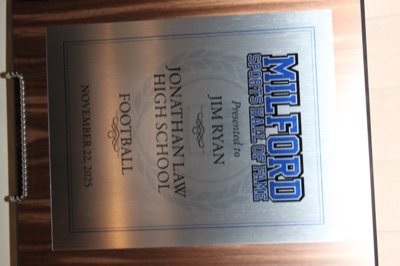 MILFORD
SPORTS HALL OF FAME
Presented to
JIM RYAN
JONATHAN LAW
HIGH SCHOOL
FOOTBALL
NOVEMBER 22, 2025